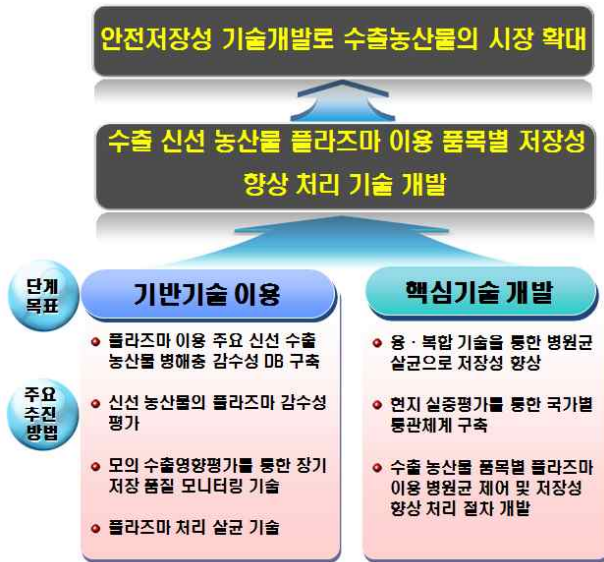 안전저장성 기술개발로 수출농산물의 시장 확대
수출 신선 농산물 플라즈마 이용 품목별 저장성
향상 처리 기술 개발
단계
목표
기반기술 이용
핵심기술 개발
주요
추진
방법
플라즈마 이용 주요 신선 수출
농산물 병해충 감수성 DB 구축
신선 농산물의 플라즈마 감수성
평가
모의 수출영향평가를 통한 장기
저장 품질 모니터링 기술
플라즈마 처리 살균 기술
융 · 복합 기술을 통한 병원균
살균으로 저장성 향상
현지 실증평가를 통한 국가별
통관체계 구축
수출 농산물 품목별 플라즈마
이용 병원균 제어 및 저장성
향상 처리 절차 개발